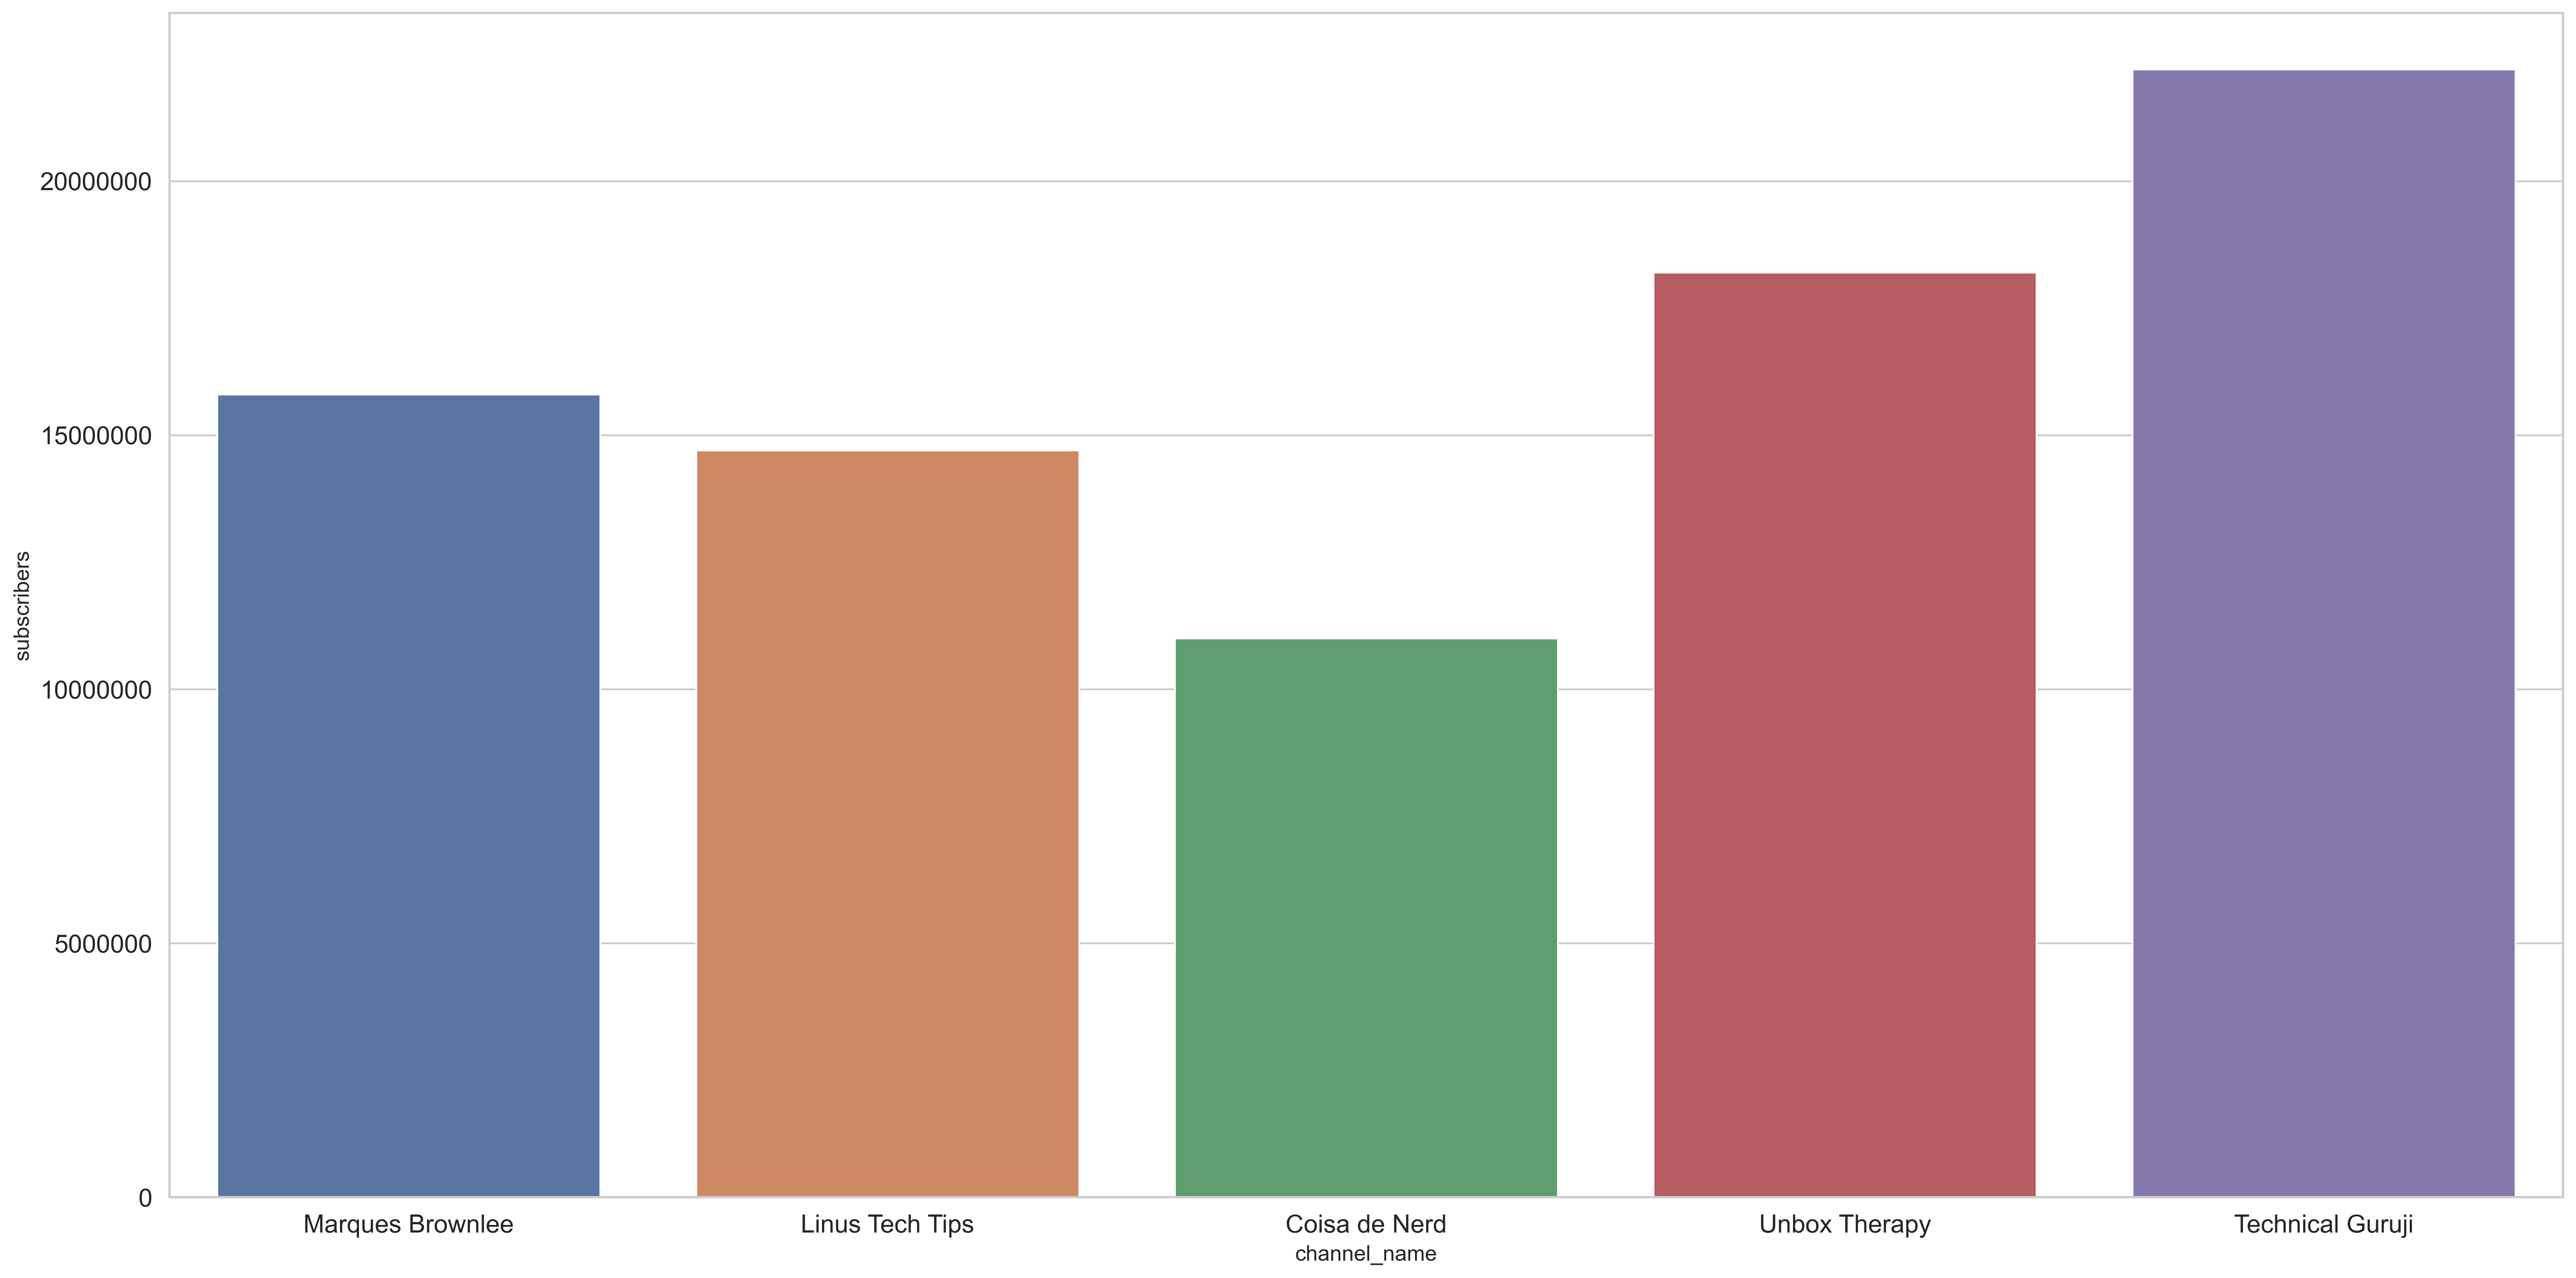 20000000
15000000
10000000
5000000
0
subscribers
Marques Brownlee
Linus Tech Tips
Coisa de Nerd
Unbox Therapy
Technical Guruji
channel_name